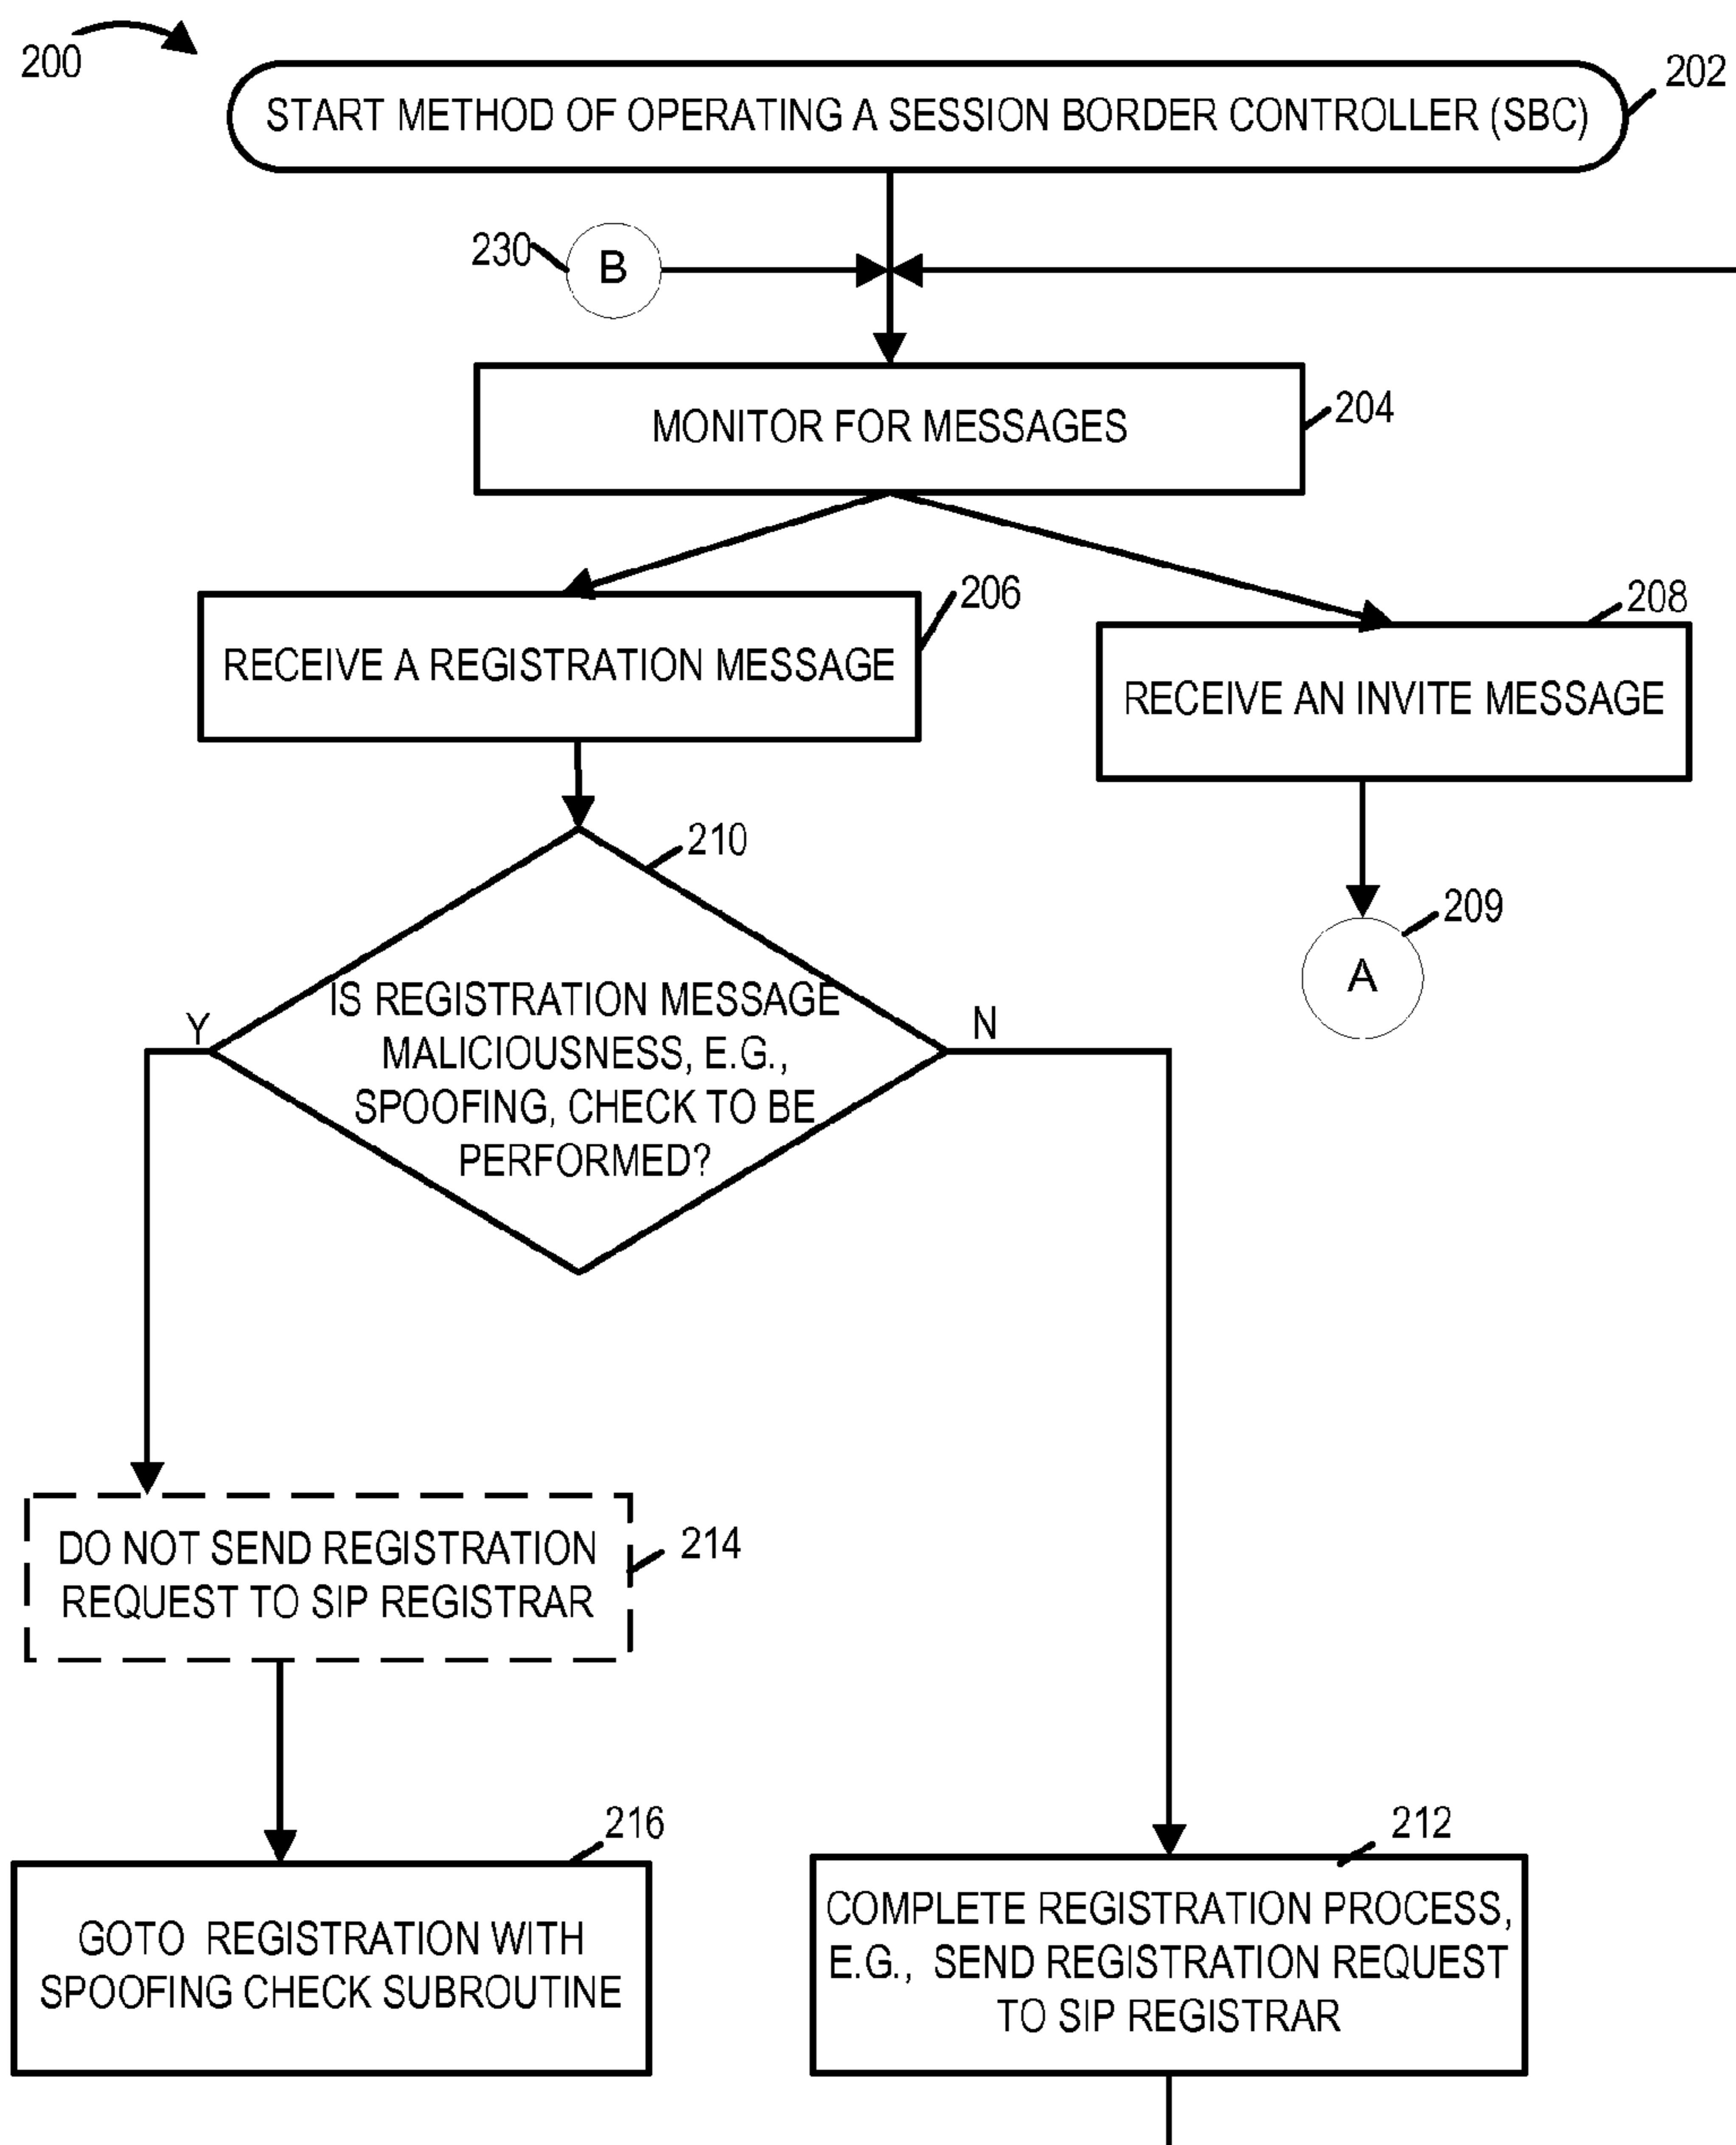 200
202
START METHOD OF OPERATING A SESSION BORDER CONTROLLER (SBC)
230
B
MONITOR FOR MESSAGES
204
206
208
RECEIVE A REGISTRATION MESSAGE
RECEIVE AN INVITE MESSAGE
210
209
A
IS REGISTRATION MESSAGE
MALICIOUSNESS, E.G.,
SPOOFING, CHECK TO BE
PERFORMED?
Y
N
DO NOT SEND REGISTRATION
REQUEST TO SIP REGISTRAR
214
216
212
GOTO REGISTRATION WITH
SPOOFING CHECK SUBROUTINE
COMPLETE REGISTRATION PROCESS,
E.G., SEND REGISTRATION REQUEST
TO SIP REGISTRAR